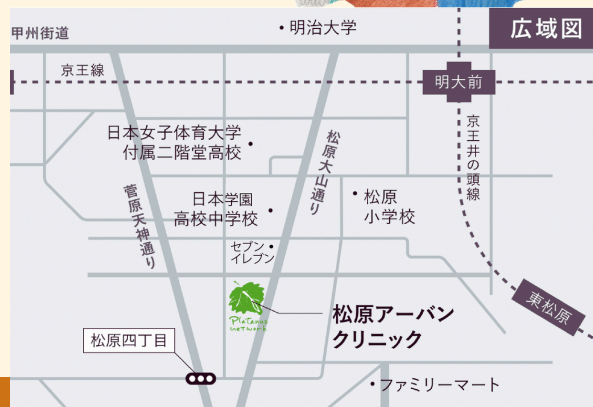 甲州街道
明治大学
広域図
京王線
明大前
日本女子体育大学
付属二階堂高校
松原大山通り
京王井の頭線
菅原天神通り
日本学園
高校中学校
松原
小学校
セブン
イレブン
Platanus
network
松原アーバン
クリニック
東松原
松原四丁目
ファミリーマート